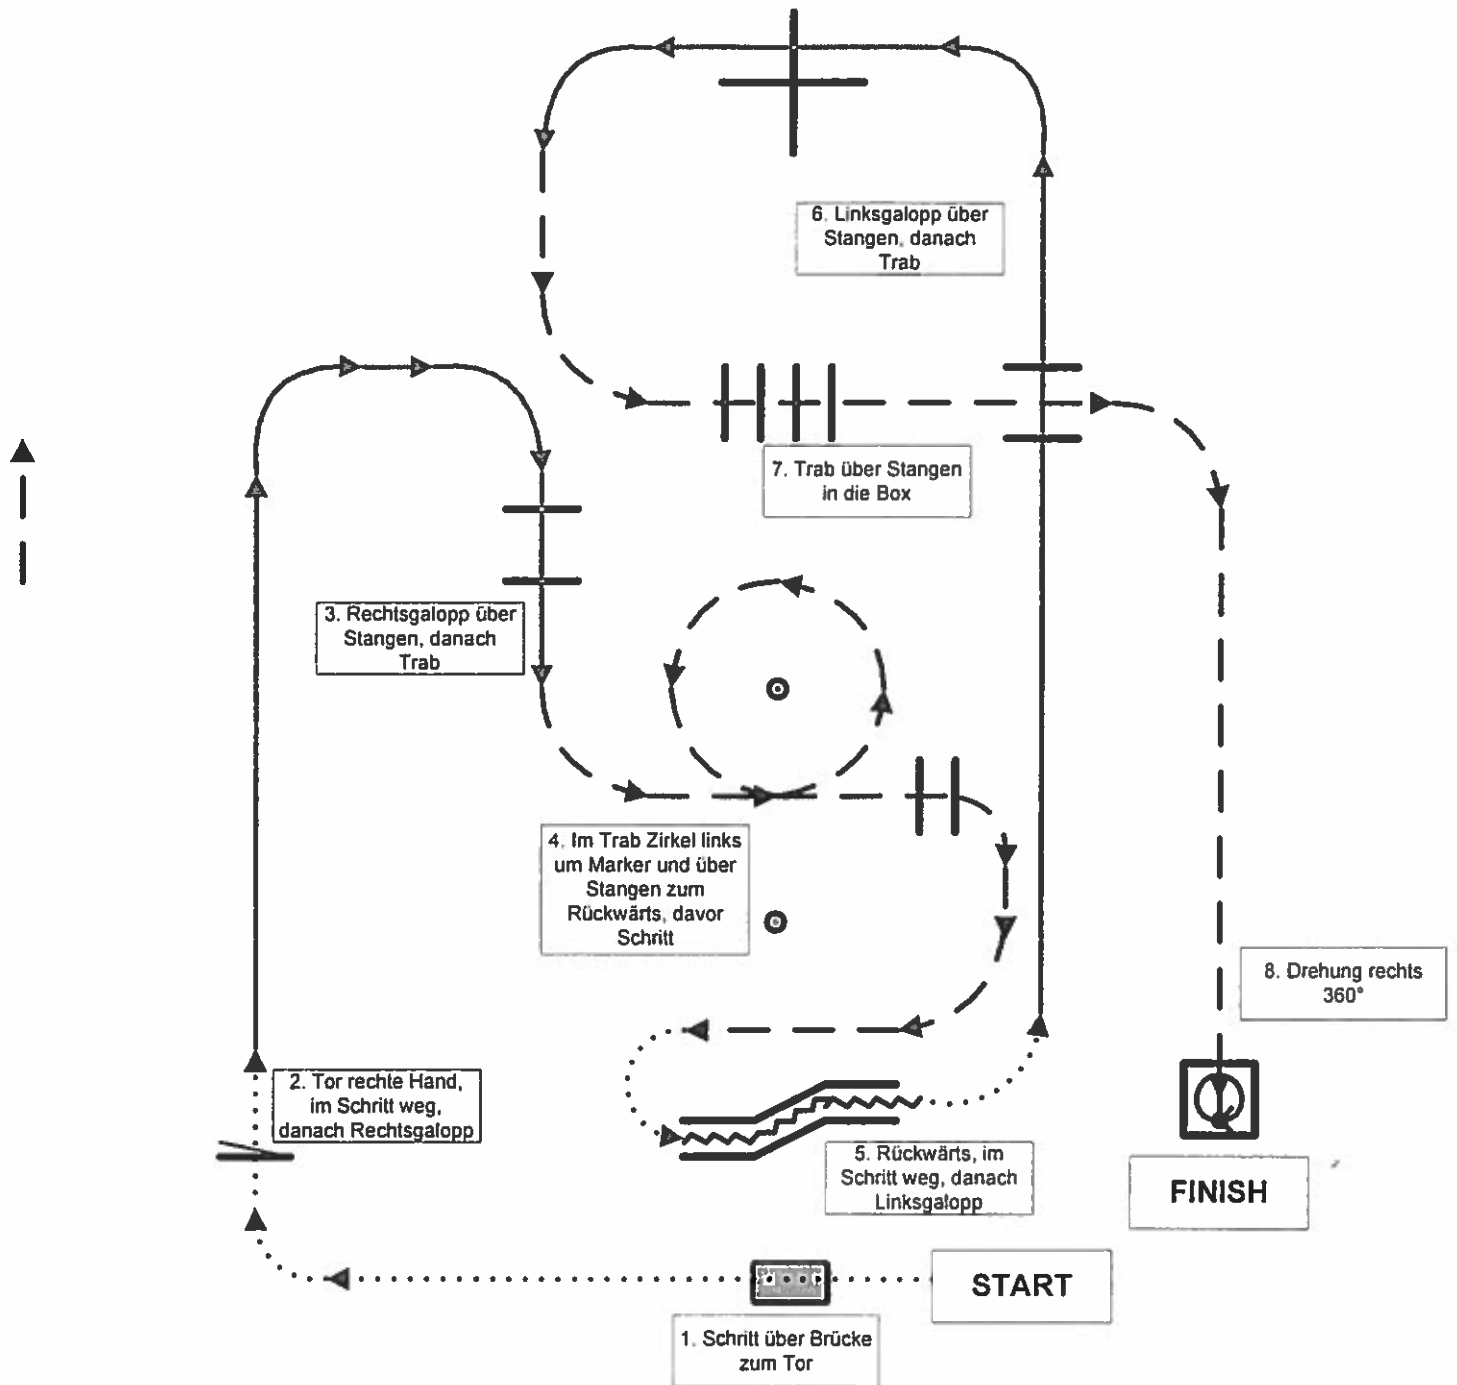 6. Linksgalopp über
Stangen, danach
Trab
7. Trab über Stangen
in die Box
3. Rechtsgalopp über
Stangen, danach
Trab
4. Im Trab Zirkel links
um Marker und über
Stangen zum
Rückwärts, davor
Schritt
8. Drehung rechts
360°
2. Tor rechte Hand,
im Schritt weg,
danach Rechtsgalopp
5. Rückwärts, im
Schritt weg, danach
Linksgalopp
FINISH
START
1. Schritt über Brücke
zum Tor